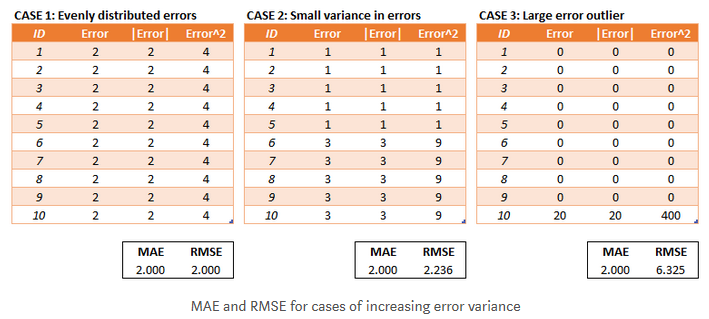 CASE 1: Evenly distributed errors
ID Error |Error| Error^2
1 2 2 4
2 2 2 4
3 2 2 4
4 2 2 4
5 2 2 4
6 2 2 4
7 2 2 4
8 2 2 4
9 2 2 4
10 2 2 4
MAE RMSE
2.000 2.000
CASE 2: Small variance in errors
ID Error |Error| Error^2
1 1 1 1
2 1 1 1
3 1 1 1
4 1 1 1
5 1 1 1
6 3 3 9
7 3 3 9
8 3 3 9
9 3 3 9
10 3 3 9
MAE RMSE
2.000 2.236
CASE 3: Large error outlier
ID Error |Error| Error^2
1 0 0 0
2 0 0 0
3 0 0 0
4 0 0 0
5 0 0 0
6 0 0 0
7 0 0 0
8 0 0 0
9 0 0 0
10 20 20 400
MAE RMSE
2.000 6.325
MAE and RMSE for cases of increasing error variance